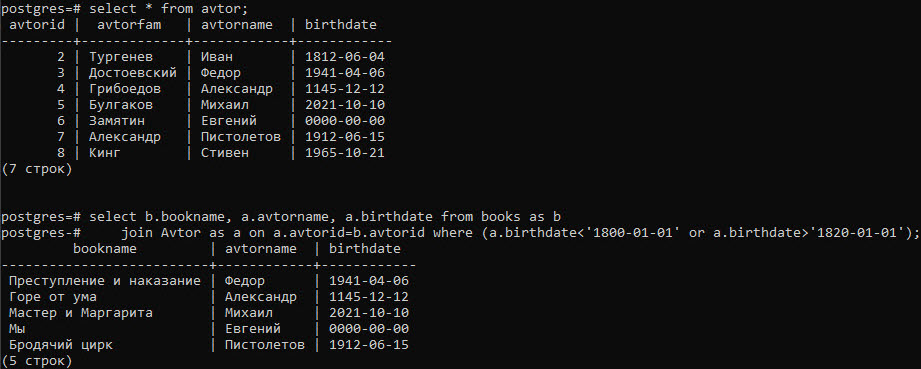 postgres=# select * from avtor;
 avtorid |  avtorfam   | avtorname  | birthdate
---------+-------------+------------+------------
       2 | Тургенев    | Иван       | 1812-06-04
       3 | Достоевский | Федор      | 1941-04-06
       4 | Грибоедов   | Александр  | 1145-12-12
       5 | Булгаков    | Михаил     | 2021-10-10
       6 | Замятин     | Евгений    | 0000-00-00
       7 | Александр   | Пистолетов | 1912-06-15
       8 | Кинг        | Стивен     | 1965-10-21
(7 строк)
postgres=# select b.bookname, a.avtorname, a.birthdate from books as b
postgres-#     join Avtor as a on a.avtorid=b.avtorid where (a.birthdate<'1800-01-01' or a.birthdate>'1820-01-01');
         bookname         | avtorname  | birthdate
--------------------------+------------+------------
 Преступление и наказание | Федор      | 1941-04-06
 Горе от ума              | Александр  | 1145-12-12
 Мастер и Маргарита       | Михаил     | 2021-10-10
 Мы                       | Евгений    | 0000-00-00
 Бродячий цирк            | Пистолетов | 1912-06-15
(5 строк)